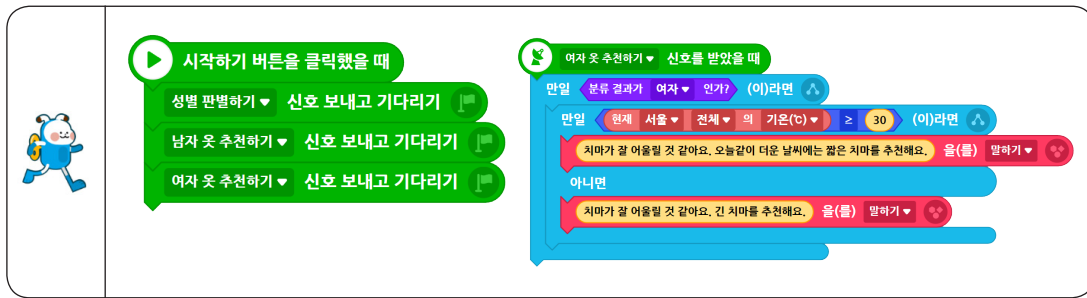 시작하기 버튼을 클릭했을 때
성별 판별하기 ▼ 신호 보내고 기다리기
남자 옷 추천하기 ▼ 신호 보내고 기다리기
여자 옷 추천하기 ▼ 신호 보내고 기다리기
여자 옷 추천하기 ▼ 신호를 받았을 때
만일 분류 결과가 여자 ▼ 인가? (이)라면
만일 현재 서울 ▼ 전체 ▼ 의 기온(℃) ▼ ≥ 30 (이)라면
치마가 잘 어울릴 것 같아요. 오늘같이 더운 날씨에는 짧은 치마를 추천해요. 을(를) 말하기 ▼
아니면
치마가 잘 어울릴 것 같아요. 긴 치마를 추천해요. 을(를) 말하기 ▼